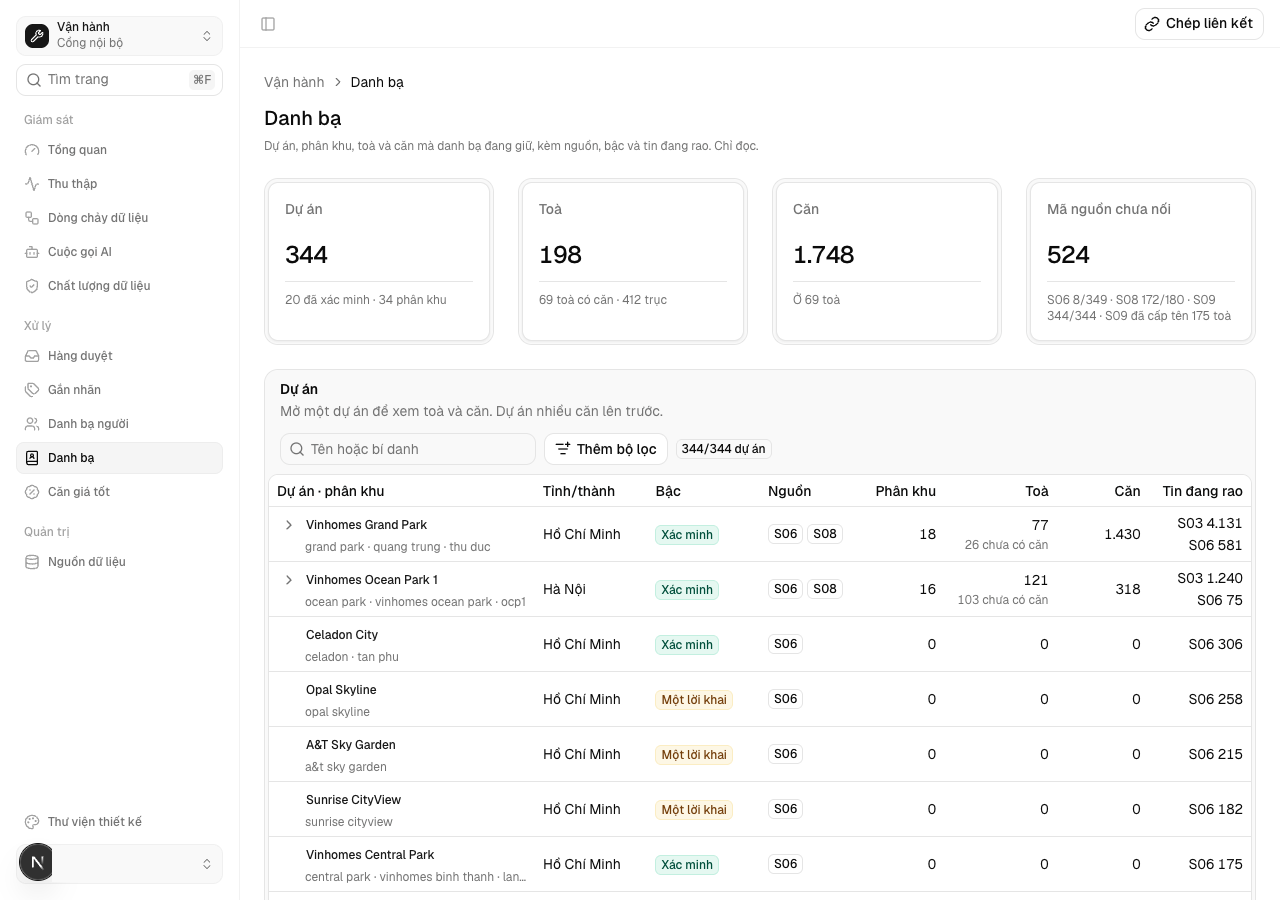 Vận hành
Cổng nội bộ
Tìm trang
⌘F
Giám sát
Tổng quan
Thu thập
Dòng chảy dữ liệu
Cuộc gọi AI
Chất lượng dữ liệu
Xử lý
Hàng duyệt
Gắn nhãn
Danh bạ người
Danh bạ
Căn giá tốt
Quản trị
Nguồn dữ liệu
Thư viện thiết kế
N
Chép liên kết
Vận hành > Danh bạ
Danh bạ
Dự án, phân khu, toà và căn mà danh bạ đang giữ, kèm nguồn, bậc và tin đang rao. Chỉ đọc.
Dự án
344
20 đã xác minh · 34 phân khu
Toà
198
69 toà có căn · 412 trục
Căn
1.748
Ở 69 toà
Mã nguồn chưa nối
524
S06 8/349 · S08 172/180 · S09
344/344 · S09 đã cấp tên 175 toà
Dự án
Mở một dự án để xem toà và căn. Dự án nhiều căn lên trước.
Tên hoặc bí danh
Thêm bộ lọc
344/344 dự án
Dự án · phân khu Tỉnh/thành Bậc Nguồn Phân khu Toà Căn Tin đang rao
Vinhomes Grand Park Hồ Chí Minh Xác minh S06 S08 18 77 1.430 S03 4.131
grand park · quang trung · thu duc 26 chưa có căn S06 581
Vinhomes Ocean Park 1 Hà Nội Xác minh S06 S08 16 121 318 S03 1.240
ocean park · vinhomes ocean park · ocp1 103 chưa có căn S06 75
Celadon City Hồ Chí Minh Xác minh S06 0 0 0 S06 306
celadon · tan phu
Opal Skyline Hồ Chí Minh Một lời khai S06 0 0 0 S06 258
opal skyline
A&T Sky Garden Hồ Chí Minh Một lời khai S06 0 0 0 S06 215
a&t sky garden
Sunrise CityView Hồ Chí Minh Một lời khai S06 0 0 0 S06 182
sunrise cityview
Vinhomes Central Park Hồ Chí Minh Xác minh S06 0 0 0 S06 175
central park · vinhomes binh thanh · lan…